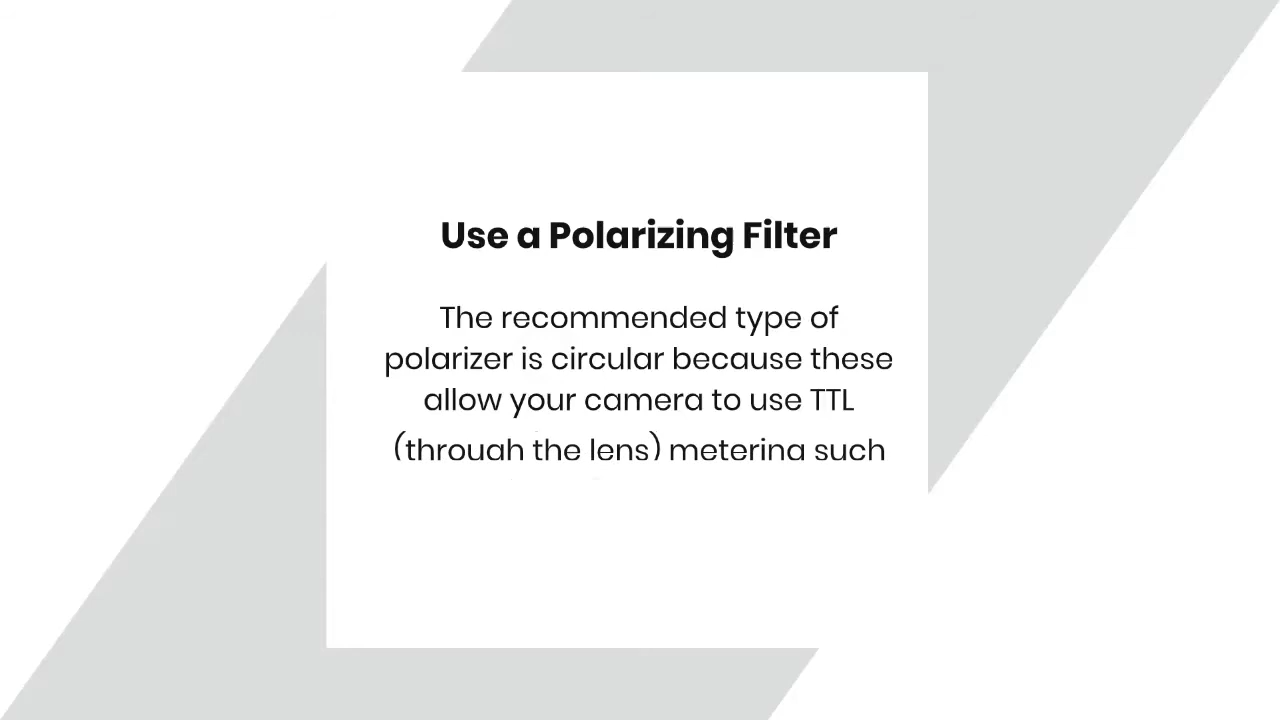 Use a Polarizing Filter
The recommended type of
polarizer is circular because these
allow your camera to use TTL
(through the lens) metering such